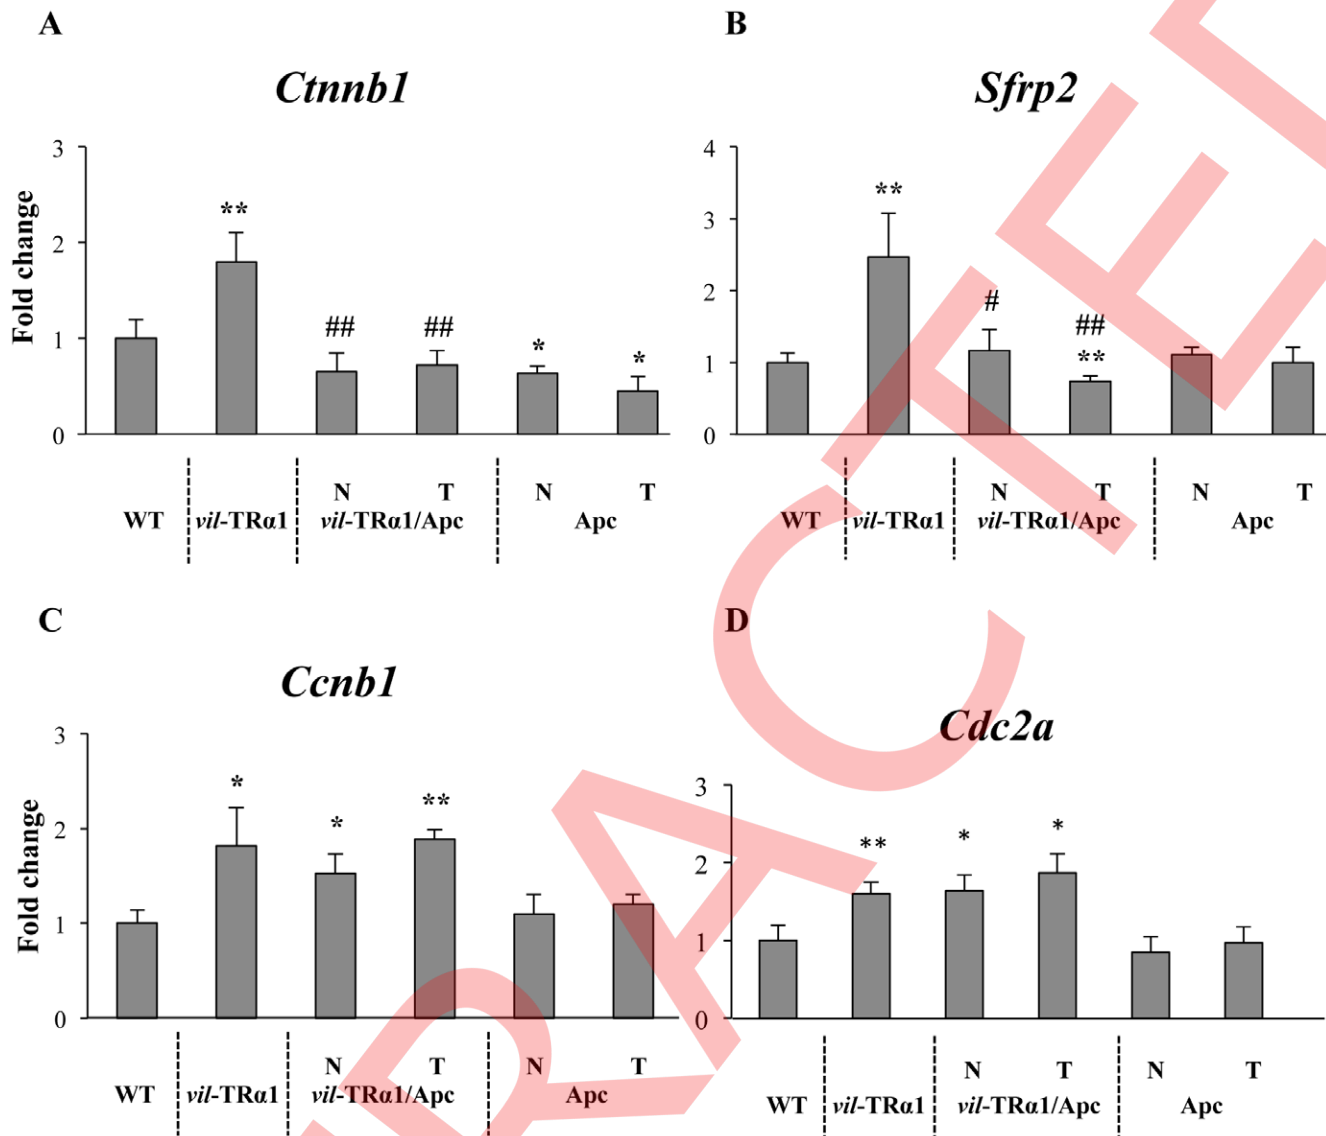 A
B
Ctnnb1
Sfrp2
3
2
1
0
Fold change
**
##
##
*
*
N
T
N
T
WT
vil-TRα1
vil-TRα1/Apc
Apc
4
3
2
1
0
**
#
##
**
N
T
N
T
WT
vil-TRα1
vil-TRα1/Apc
Apc
C
D
Ccnb1
Cdc2a
3
2
1
0
Fold change
*
*
**
N
T
N
T
WT
vil-TRα1
vil-TRα1/Apc
Apc
3
2
1
0
**
*
*
N
T
N
T
WT
vil-TRα1
vil-TRα1/Apc
Apc